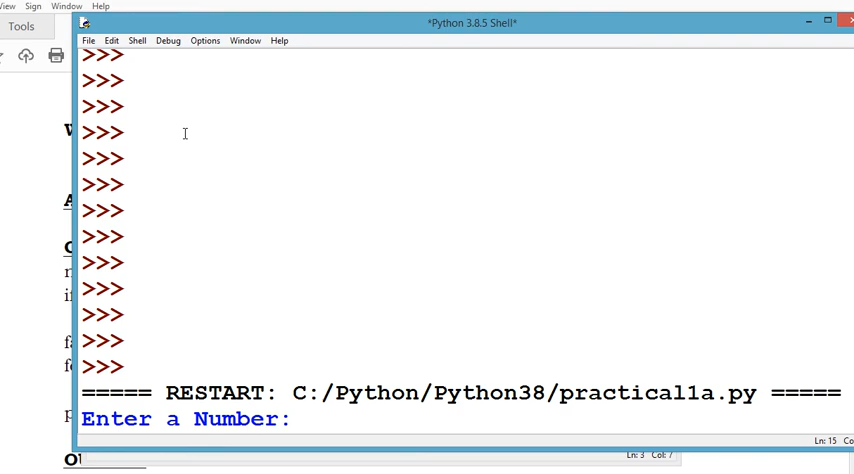 View Sign Window Help
Tools
*Python 3.8.5 Shell*
File Edit Shell Debug Options Window Help
>>>
>>>
>>>
>>>
>>>
>>>
>>>
>>>
>>>
>>>
>>>
>>>
>>>
===== RESTART: C:/Python/Python38/practical1a.py =====
Enter a Number:
Ln: 15 Co
Ln: 3 Col: 7